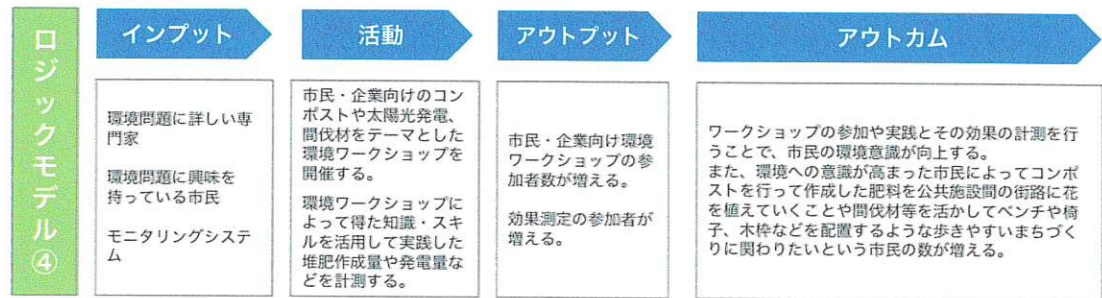 ロジックモデル④
インプット
活動
アウトプット
アウトカム
環境問題に詳しい専
門家
環境問題に興味を
持っている市民
モニタリングシステ
ム
市民・企業向けのコン
ポストや太陽光発電、
間伐材をテーマとした
環境ワークショップを
開催する。
環境ワークショップに
よって得た知識・スキ
ルを活用して実践した
堆肥作成量や発電量な
どを計測する。
市民・企業向け環境
ワークショップの参
加者数が増える。
効果測定の参加者が
増える。
ワークショップの参加や実践とその効果の計測を行
うことで、市民の環境意識が向上する。
また、環境への意識が高まった市民によってコンポ
ストを行って作成した肥料を公共施設間の街路に花
を植えていくことや間伐材等を活かしてベンチや椅
子、木枠などを配置するような歩きやすいまちづく
りに関わりたいという市民の数が増える。